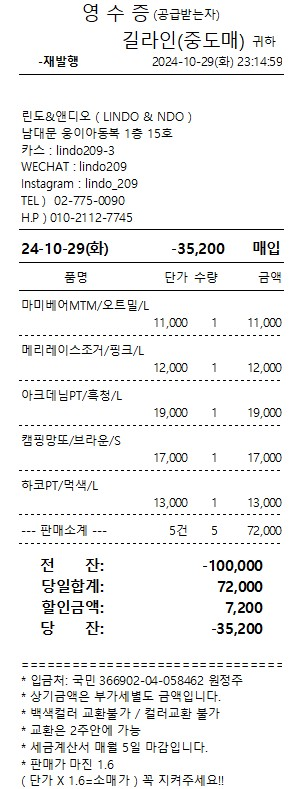 영 수 증 (공급받는자)
길라인(중도매) 귀하
-재발행 2024-10-29(화) 23:14:59
린도&앤디오 ( LINDO & NDO )
남대문 웅이아동복 1층 15호
카스 : lindo209-3
WECHAT : lindo209
Instagram : lindo_209
TEL ) 02-775-0090
H.P ) 010-2112-7745
24-10-29(화) -35,200 매입
품명 단가 수량 금액
마미베어MTM/오트밀/L
11,000 1 11,000
메리레이스조거/핑크/L
12,000 1 12,000
아크데님PT/흑청/L
19,000 1 19,000
캠핑망또/브라운/S
17,000 1 17,000
하코PT/먹색/L
13,000 1 13,000
--- 판매소계 --- 5건 5 72,000
전 잔: -100,000
당일합계: 72,000
할인금액: 7,200
당 잔: -35,200
==============================
* 입금처: 국민 366902-04-058462 원정주
* 상기금액은 부가세별도 금액입니다.
* 백색컬러 교환불가 / 컬러교환 불가
* 교환은 2주안에 가능
* 세금계산서 매월 5일 마감입니다.
* 판매가 마진 1.6
( 단가 X 1.6=소매가 ) 꼭 지켜주세요!!